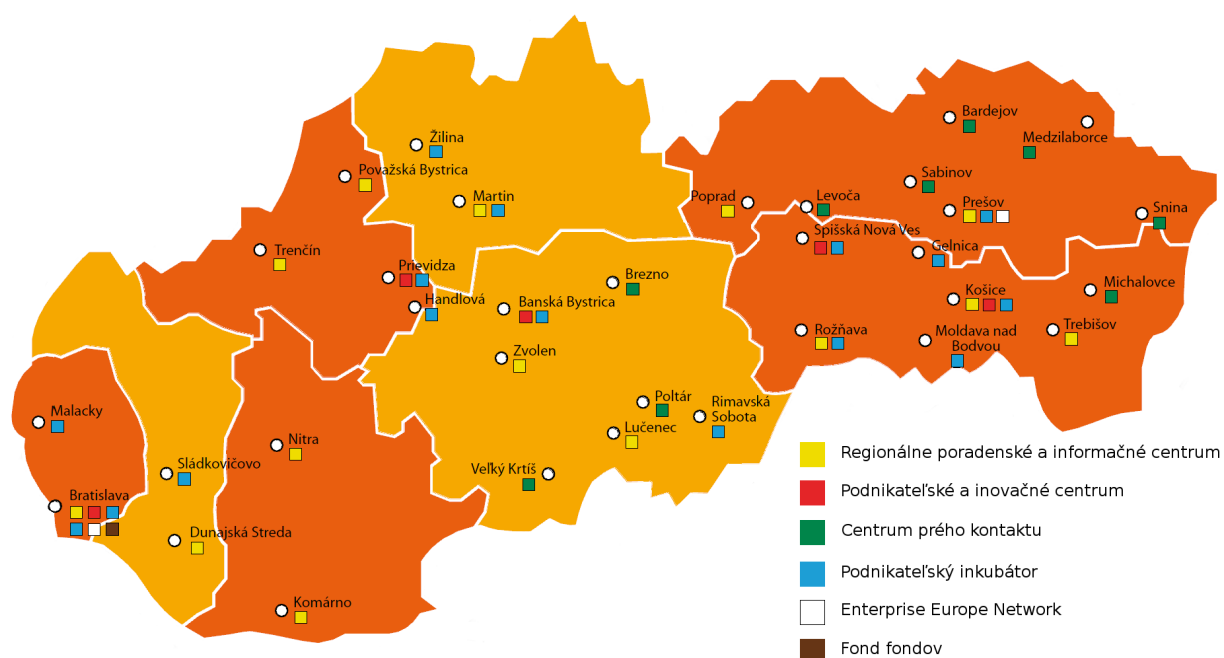 Bardejov
Medzilaborce
Žilina
Považská Bystrica
Sabinov
Martin
Poprad
Levoča
Prešov
Snina
Spišská Nová Ves
Gelnica
Trenčín
Prievidza
Brezno
Michalovce
Handlová
Banská Bystrica
Košice
Rožňava
Moldava nad
Bodvou
Trebišov
Zvolen
Poltár
Rimavská
Sobota
Malacky
Lučenec
Nitra
Sládkovičovo
Veľký Krtíš
Bratislava
Dunajská Streda
Komárno
Regionálne poradenské a informačné centrum
Podnikateľské a inovačné centrum
Centrum prého kontaktu
Podnikateľský inkubátor
Enterprise Europe Network
Fond fondov